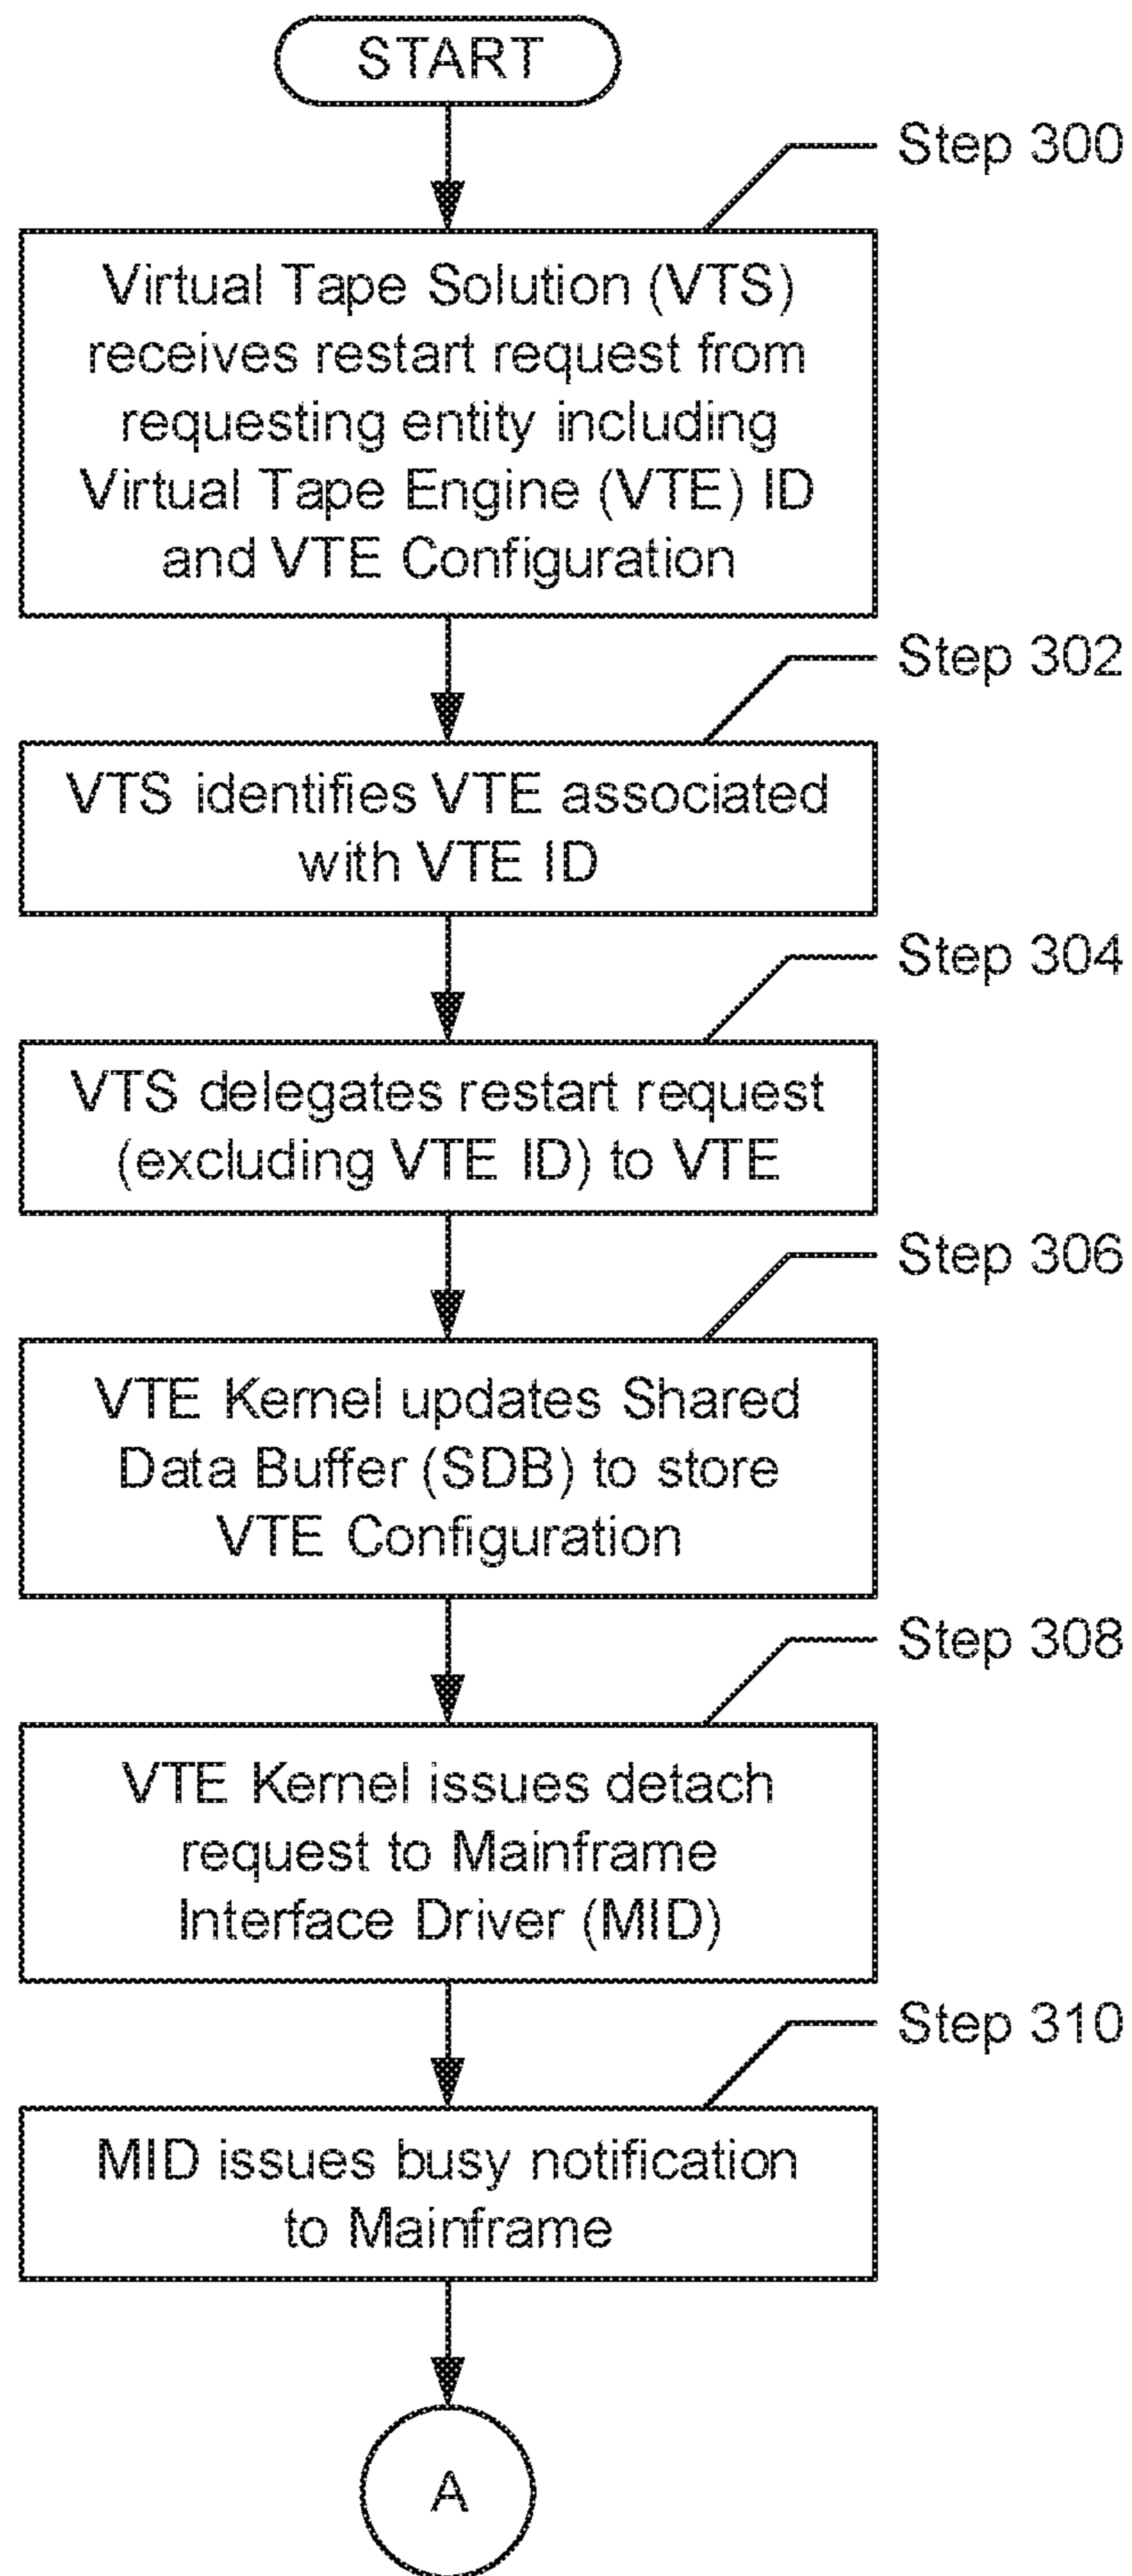 START
Step 300
Virtual Tape Solution (VTS)
receives restart request from
requesting entity including
Virtual Tape Engine (VTE) ID
and VTE Configuration
Step 302
VTS identifies VTE associated
with VTE ID
Step 304
VTS delegates restart request
(excluding VTE ID) to VTE
Step 306
VTE Kernel updates Shared
Data Buffer (SDB) to store
VTE Configuration
Step 308
VTE Kernel issues detach
request to Mainframe
Interface Driver (MID)
Step 310
MID issues busy notification
to Mainframe
A